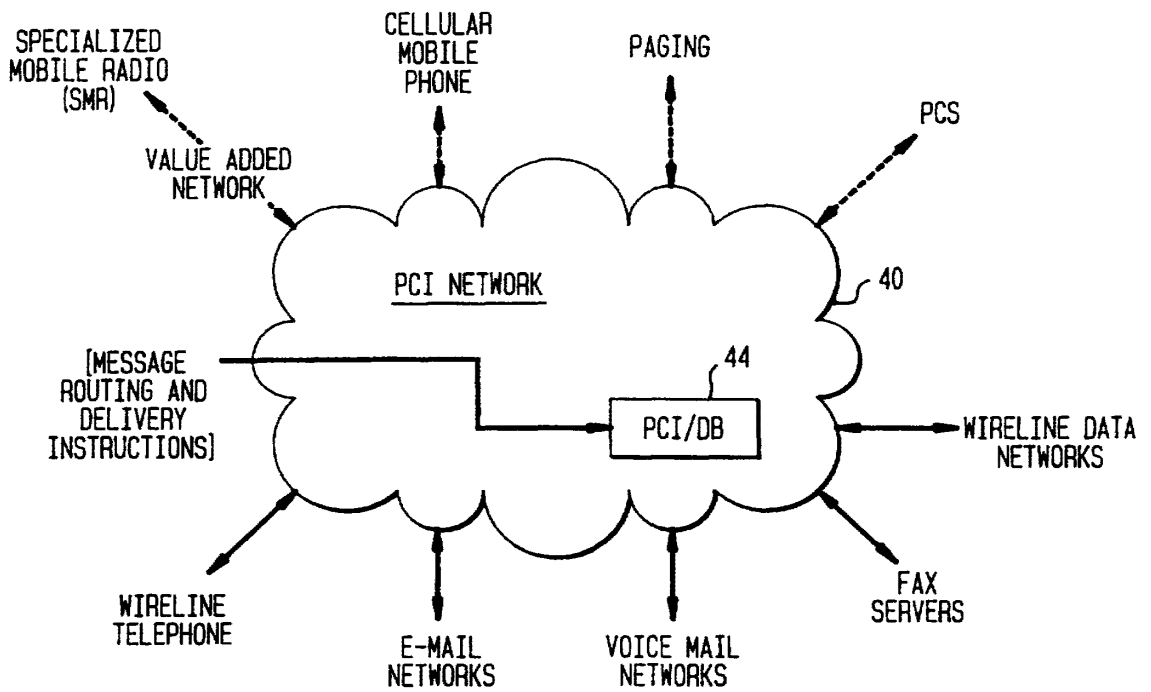 SPECIALIZED
MOBILE RADIO
(SMR)
CELLULAR
MOBILE
PHONE
PAGING
PCS
VALUE ADDED
NETWORK
PCI NETWORK
40
[MESSAGE
ROUTING AND
DELIVERY
INSTRUCTIONS]
44
PCI/DB
WIRELINE DATA
NETWORKS
WIRELINE
TELEPHONE
E-MAIL
NETWORKS
VOICE MAIL
NETWORKS
FAX
SERVERS